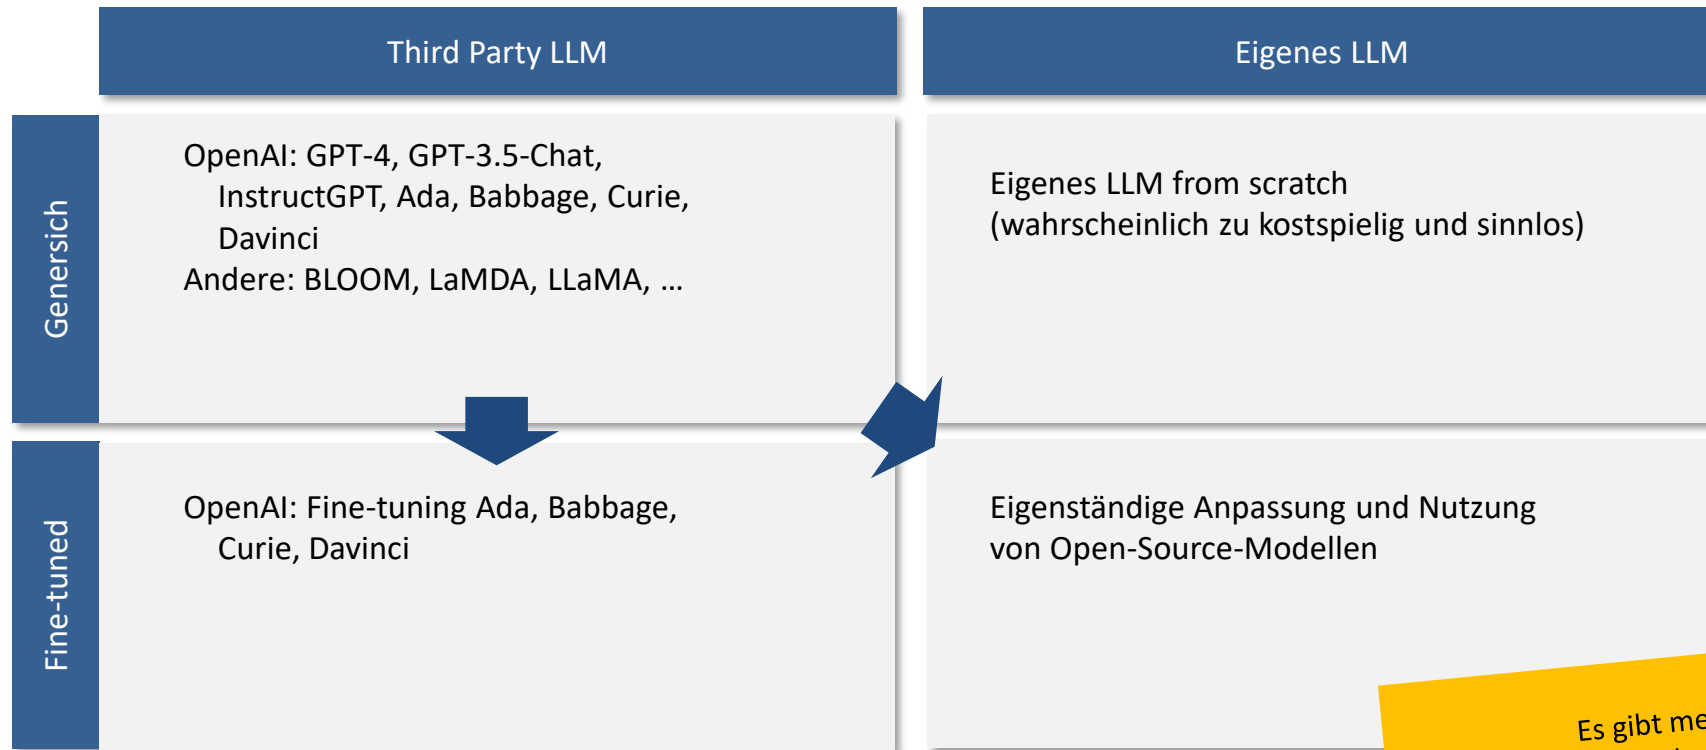 Third Party LLM
Eigenes LLM
Genersich
OpenAI: GPT-4, GPT-3.5-Chat,
InstructGPT, Ada, Babbage, Curie,
Davinci
Andere: BLOOM, LaMDA, LLaMA, …
Eigenes LLM from scratch
(wahrscheinlich zu kostspielig und sinnlos)
Fine-tuned
OpenAI: Fine-tuning Ada, Babbage,
Curie, Davinci
Eigenständige Anpassung und Nutzung
von Open-Source-Modellen
Es gibt me